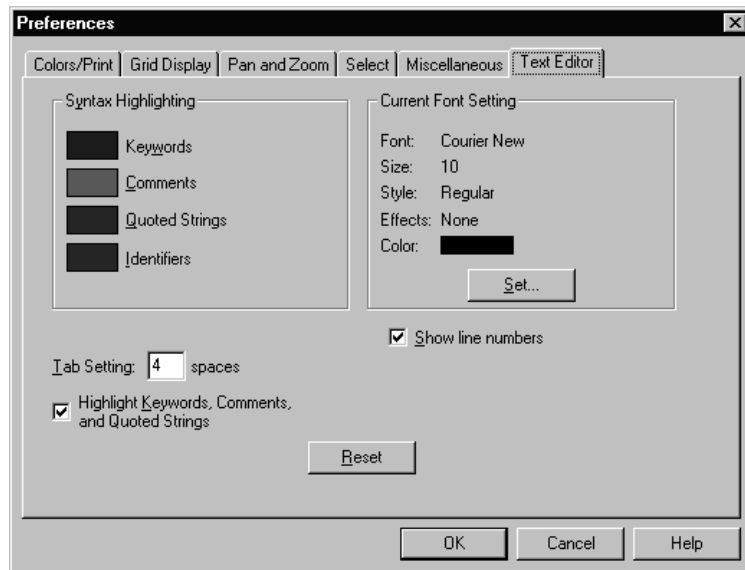 Preferences
Colors/Print Grid Display Pan and Zoom Select Miscellaneous Text Editor
Syntax Highlighting
Keywords
Comments
Quoted Strings
Identifiers
Current Font Setting
Font: Courier New
Size: 10
Style: Regular
Effects: None
Color:
Set...
Show line numbers
Tab Setting: 4 spaces
Highlight Keywords, Comments,
and Quoted Strings
Reset
OK Cancel Help